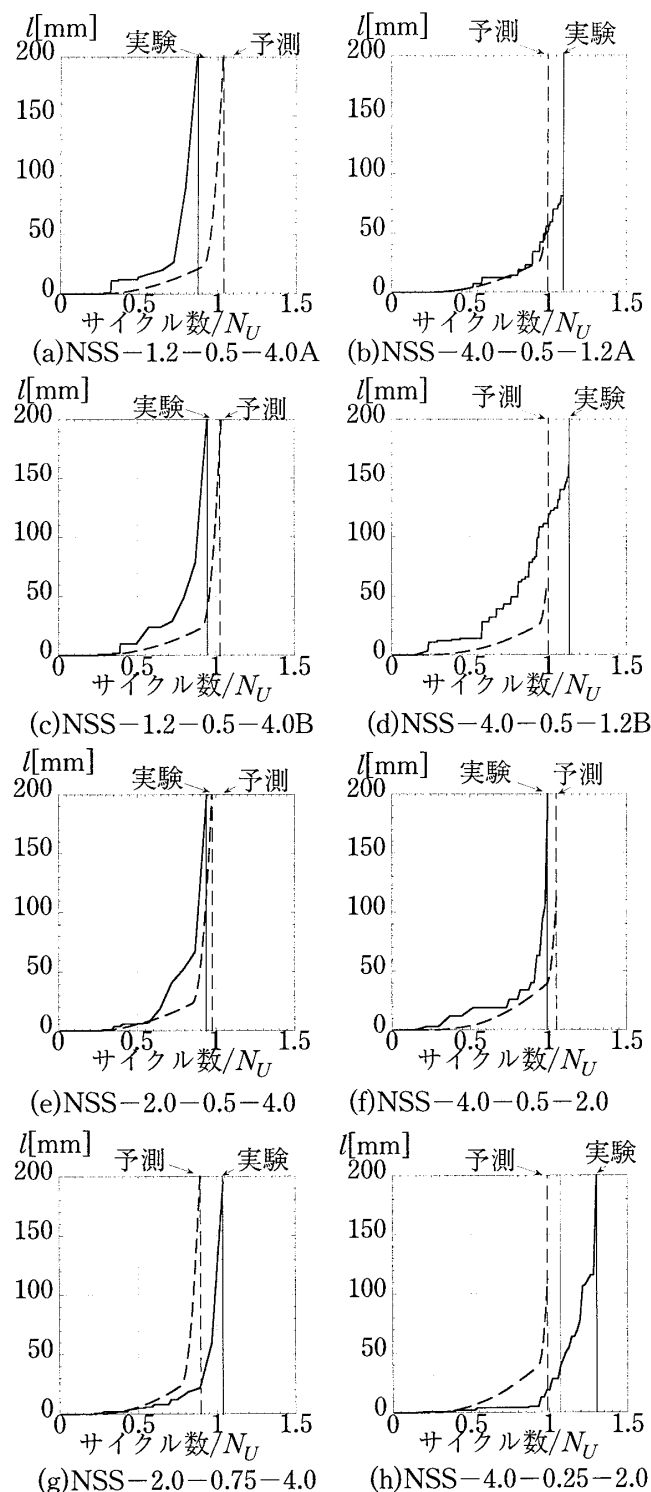 l[mm] 実験 予測
200
150
100
50
0
0 0.5 1 1.5
サイクル数/N_U
(a)NSS−1.2−0.5−4.0A
l[mm] 予測 実験
200
150
100
50
0
0 0.5 1 1.5
サイクル数/N_U
(b)NSS−4.0−0.5−1.2A
l[mm] 実験 予測
200
150
100
50
0
0 0.5 1 1.5
サイクル数/N_U
(c)NSS−1.2−0.5−4.0B
l[mm] 予測 実験
200
150
100
50
0
0 0.5 1 1.5
サイクル数/N_U
(d)NSS−4.0−0.5−1.2B
l[mm] 実験 予測
200
150
100
50
0
0 0.5 1 1.5
サイクル数/N_U
(e)NSS−2.0−0.5−4.0
l[mm] 実験 予測
200
150
100
50
0
0 0.5 1 1.5
サイクル数/N_U
(f)NSS−4.0−0.5−2.0
l[mm] 予測 実験
200
150
100
50
0
0 0.5 1 1.5
サイクル数/N_U
(g)NSS−2.0−0.75−4.0
l[mm] 予測 実験
200
150
100
50
0
0 0.5 1 1.5
サイクル数/N_U
(h)NSS−4.0−0.25−2.0